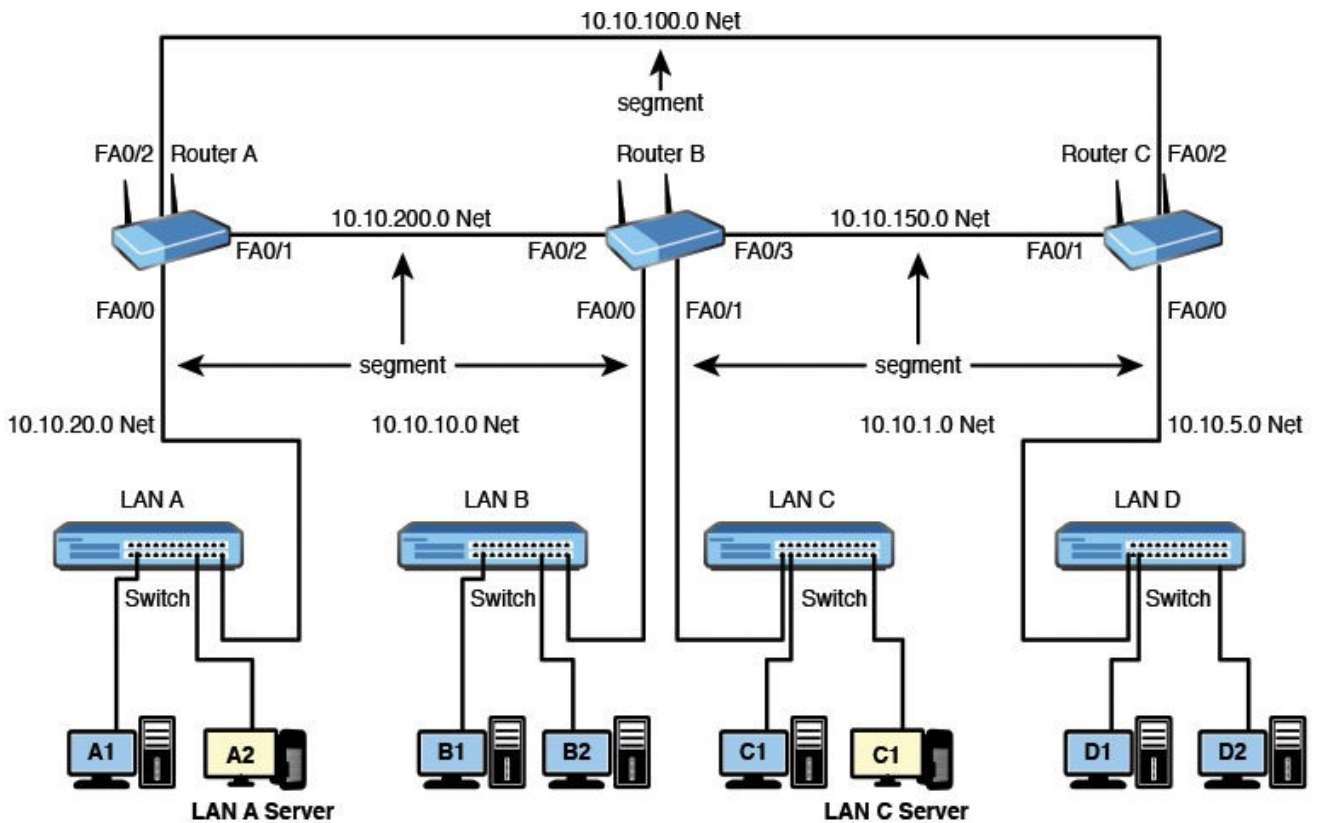 10.10.100.0 Net
segment
FA0/2 Router A
Router B
Router C FA0/2
10.10.200.0 Net
10.10.150.0 Net
FA0/1
FA0/2
FA0/3
FA0/1
FA0/0
FA0/0
FA0/1
FA0/0
segment
segment
10.10.20.0 Net
10.10.10.0 Net
10.10.1.0 Net
10.10.5.0 Net
LAN A
LAN B
LAN C
LAN D
Switch
Switch
Switch
Switch
A1
A2
B1
B2
C1
C1
D1
D2
LAN A Server
LAN C Server